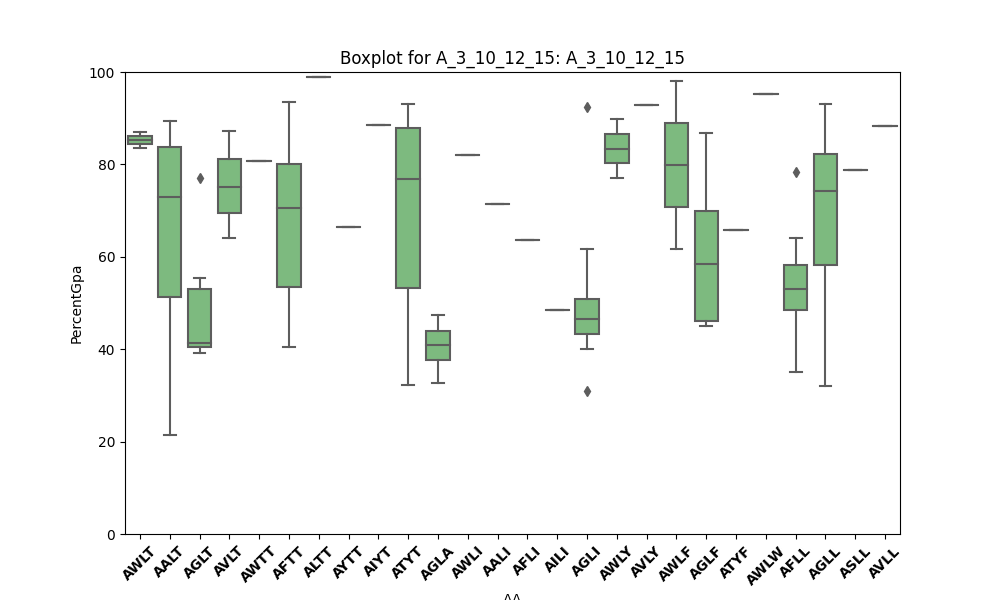 Boxplot for A_3_10_12_15: A_3_10_12_15
PercentGpa
100
80
60
40
20
0
AWLT AALT AGLT AVLT AWTT AFTT ALTT AYTT AIYT ATYT AGLA AWLI AALI AFLI AILI AGLI AWLY AVLY AWLF AGLF ATYF AWLW AFLL AGLL ASLL AVLL
AA